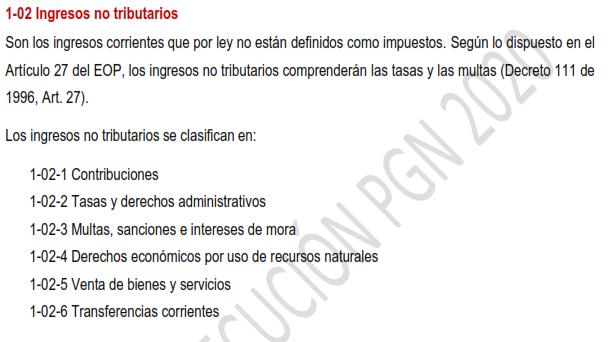 1-02 Ingresos no tributarios
Son los ingresos corrientes que por ley no están definidos como impuestos. Según lo dispuesto en el
Artículo 27 del EOP, los ingresos no tributarios comprenderán las tasas y las multas (Decreto 111 de
1996, Art. 27).
Los ingresos no tributarios se clasifican en:
1-02-1 Contribuciones
1-02-2 Tasas y derechos administrativos
1-02-3 Multas, sanciones e intereses de mora
1-02-4 Derechos económicos por uso de recursos naturales
1-02-5 Venta de bienes y servicios
1-02-6 Transferencias corrientes
PGN 2020